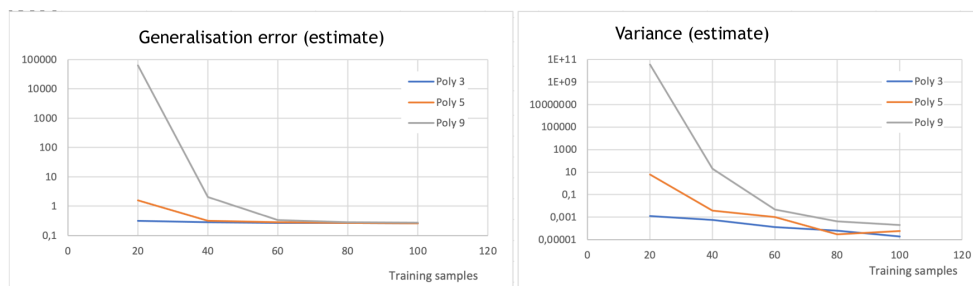 Generalisation error (estimate)
100000
10000
1000
100
10
1
0,1
0
20
40
60
80
100
120
Poly 3
Poly 5
Poly 9
Training samples
Variance (estimate)
1E+11
1E+09
10000000
100000
1000
10
0,1
0,001
0,00001
0
20
40
60
80
100
120
Poly 3
Poly 5
Poly 9
Training samples